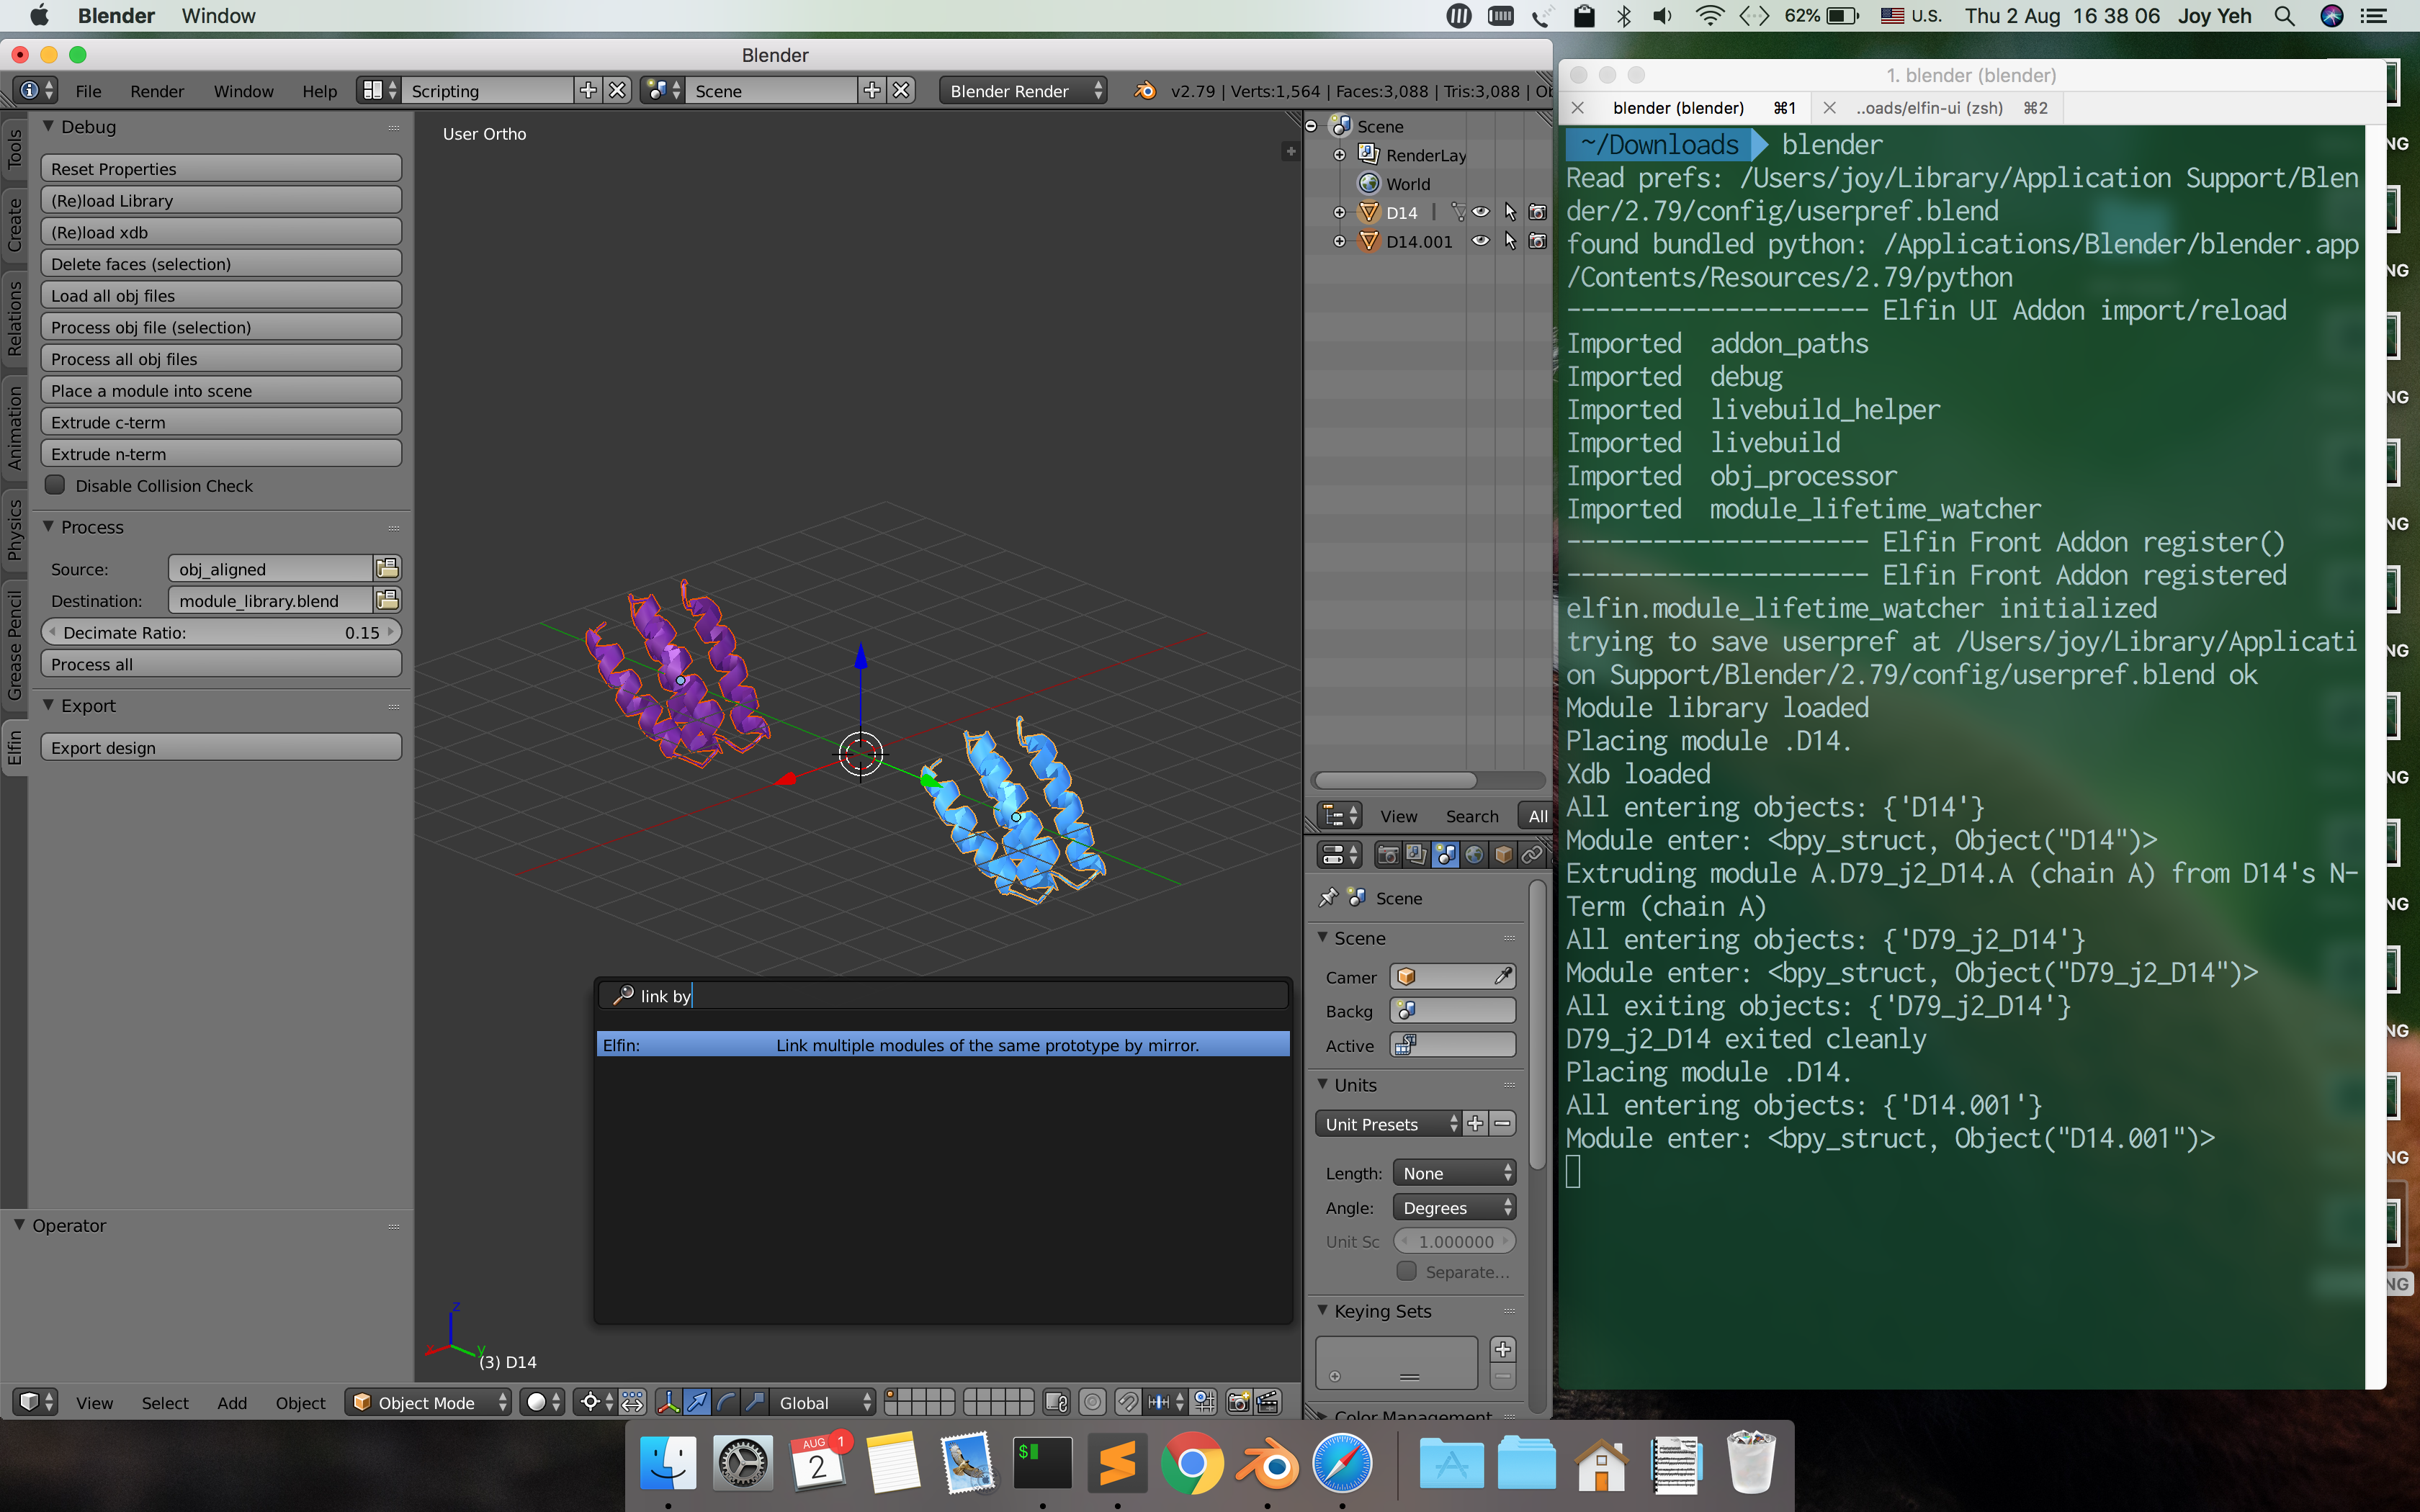 Blender Window
62% U.S. Thu 2 Aug 16 38 06 Joy Yeh
Blender
File Render Window Help Scripting Scene Blender Render v2.79 | Verts:1,564 | Faces:3,088 | Tris:3,088 |
Tools
Create
Relations
Animation
Physics
Grease Pencil
Elfin
Debug
Reset Properties
(Re)load Library
(Re)load xdb
Delete faces (selection)
Load all obj files
Process obj file (selection)
Process all obj files
Place a module into scene
Extrude c-term
Extrude n-term
Disable Collision Check
Process
Source: obj_aligned
Destination: module_library.blend
Decimate Ratio: 0.15
Process all
Export
Export design
Operator
User Ortho
link by
Elfin: Link multiple modules of the same prototype by mirror.
z
x
y
(3) D14
View Select Add Object Object Mode Global
Scene
RenderLay
World
D14
D14.001
View Search All
Scene
Scene
Camer
Backg
Active
Units
Unit Presets
Length: None
Angle: Degrees
Unit Sc 1.000000
Separate...
Keying Sets
Color Management
1. blender (blender)
blender (blender) ⌘1 ..oads/elfin-ui (zsh) ⌘2
~/Downloads blender
Read prefs: /Users/joy/Library/Application Support/Blen
der/2.79/config/userpref.blend
found bundled python: /Applications/Blender/blender.app
/Contents/Resources/2.79/python
--------------------- Elfin UI Addon import/reload
Imported addon_paths
Imported debug
Imported livebuild_helper
Imported livebuild
Imported obj_processor
Imported module_lifetime_watcher
--------------------- Elfin Front Addon register()
--------------------- Elfin Front Addon registered
elfin.module_lifetime_watcher initialized
trying to save userpref at /Users/joy/Library/Applicati
on Support/Blender/2.79/config/userpref.blend ok
Module library loaded
Placing module .D14.
Xdb loaded
All entering objects: {'D14'}
Module enter: <bpy_struct, Object("D14")>
Extruding module A.D79_j2_D14.A (chain A) from D14's N-
Term (chain A)
All entering objects: {'D79_j2_D14'}
Module enter: <bpy_struct, Object("D79_j2_D14")>
All exiting objects: {'D79_j2_D14'}
D79_j2_D14 exited cleanly
Placing module .D14.
All entering objects: {'D14.001'}
Module enter: <bpy_struct, Object("D14.001")>
NG
NG
NG
NG
NG
NG
NG
NG
NG
NG
AUG 2 1
$